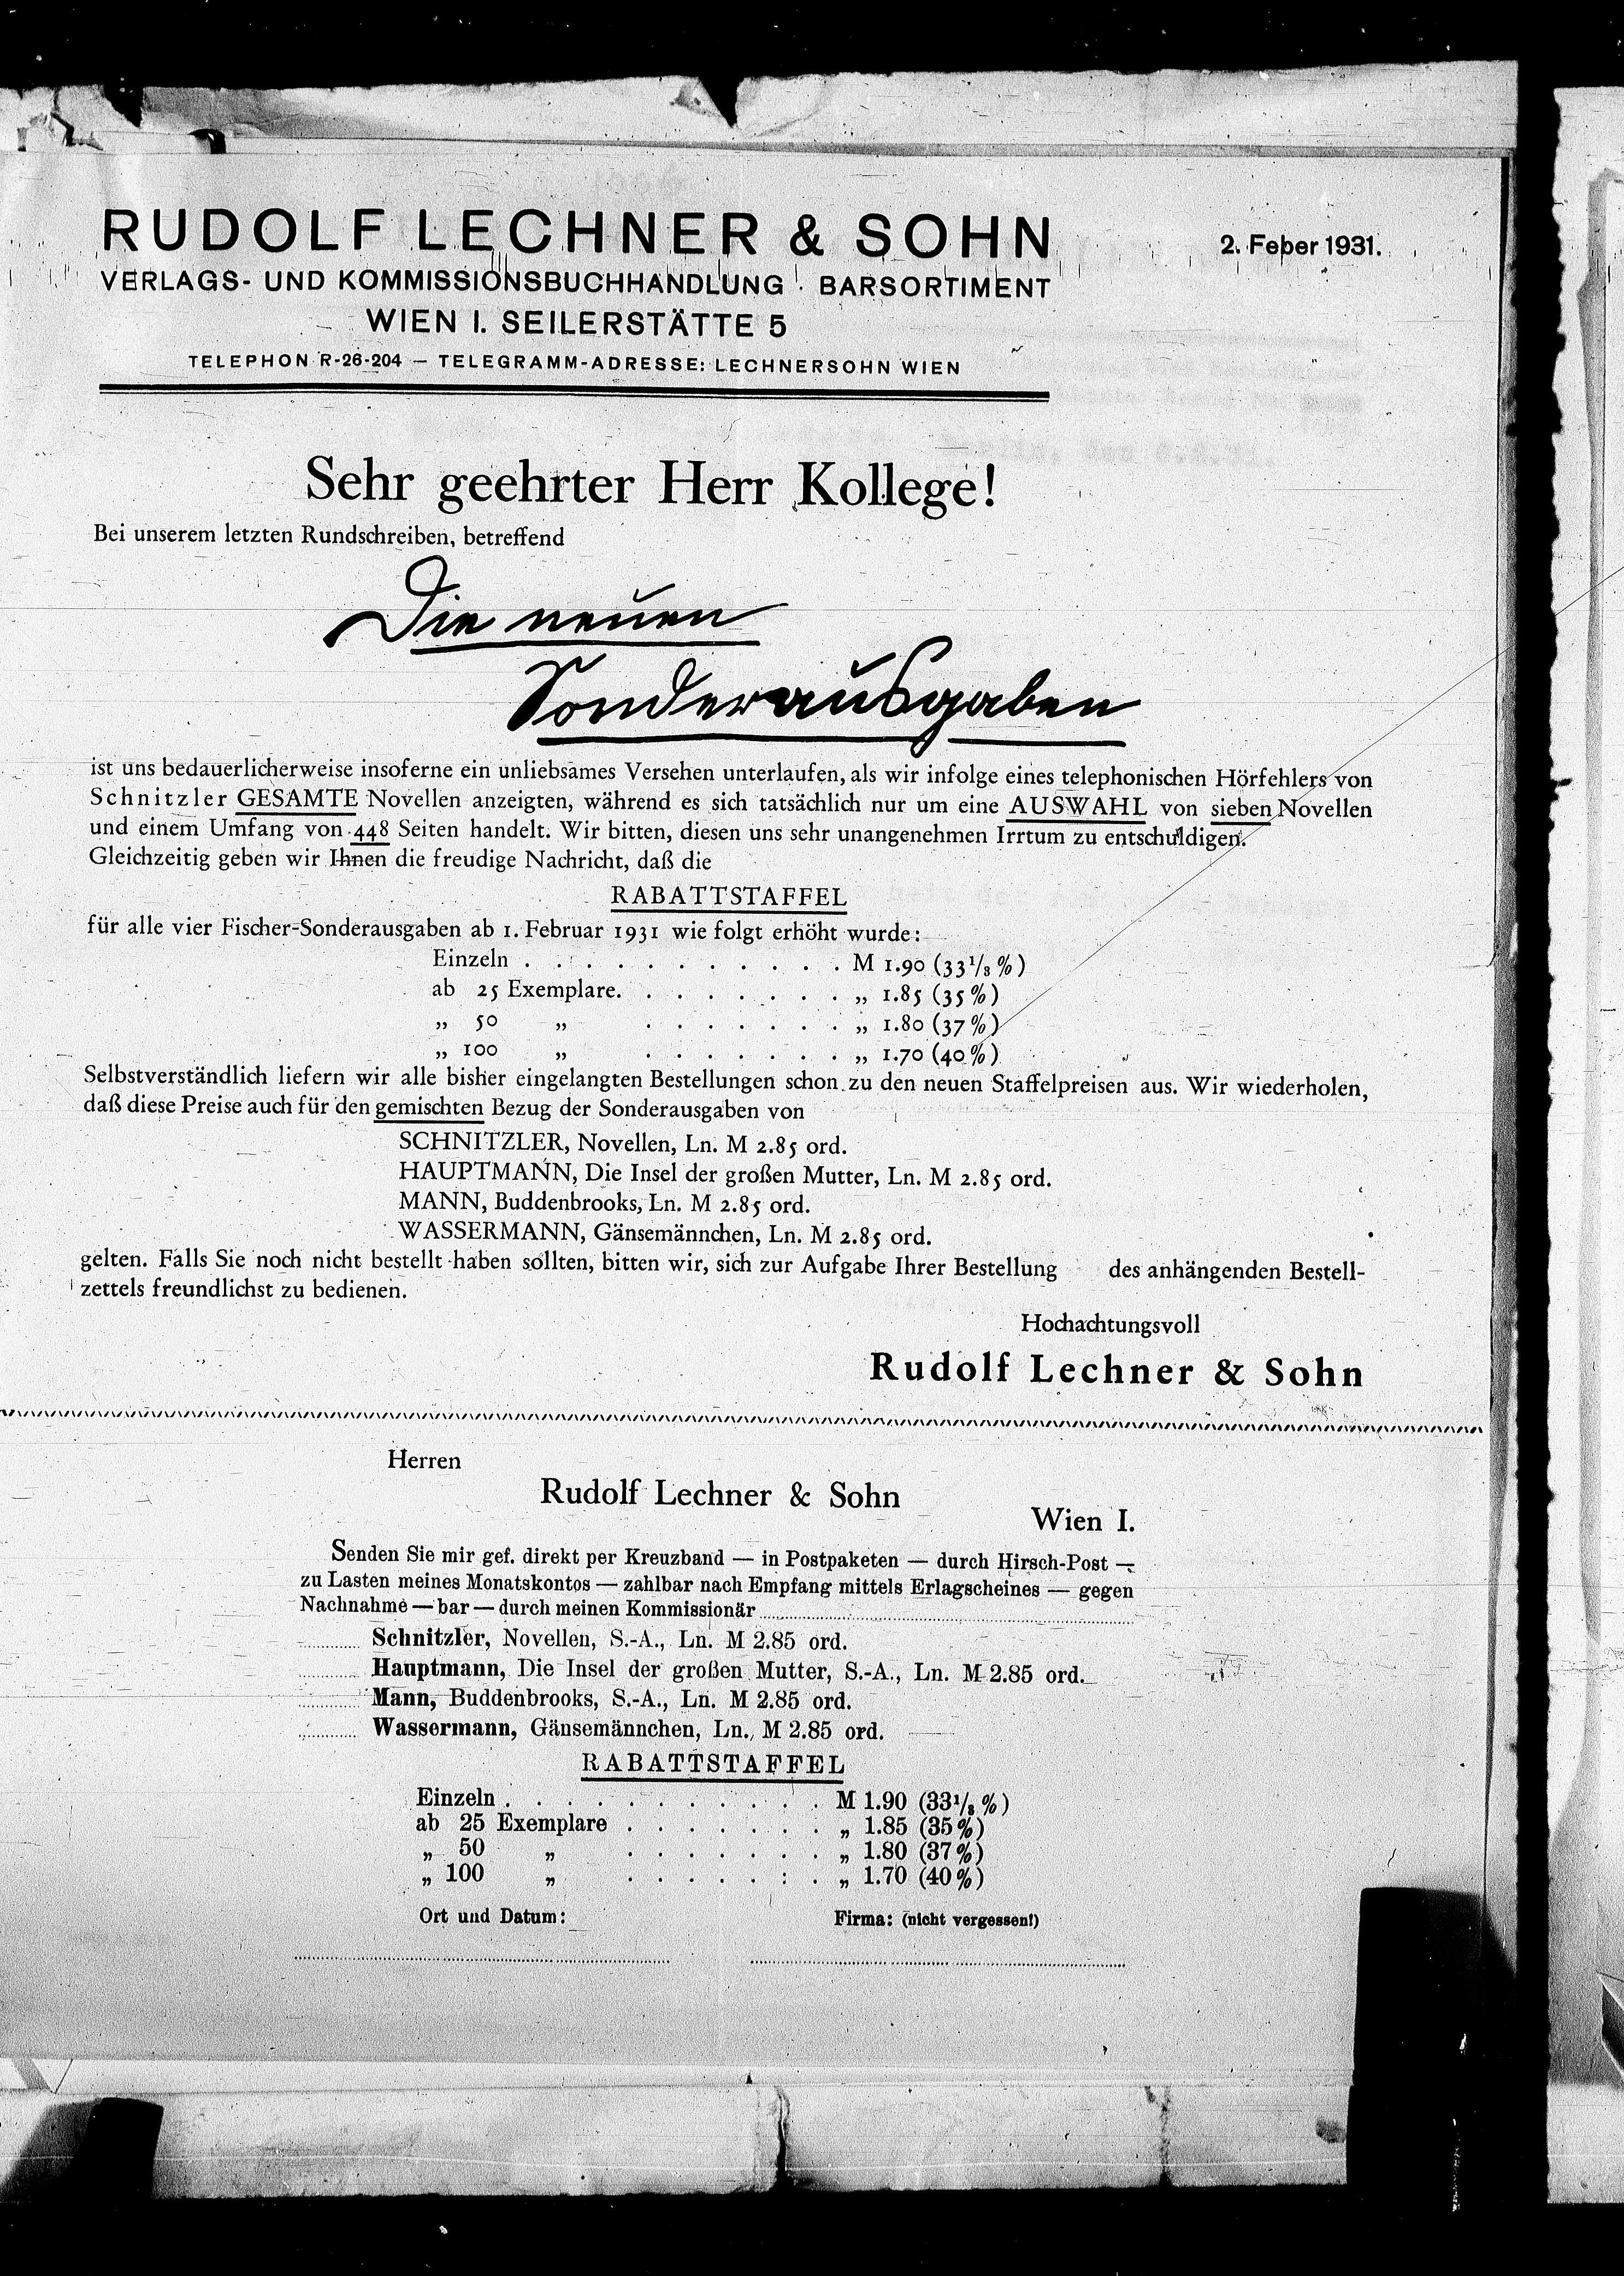 RUDOLF LECHNER & SOHN
2. Feber 1931.
VERLAGS- UND KOMMISSIONSBUCHHANDLUNG · BARSORTIMENT
WIEN I. SEILERSTÄTTE 5
TELEPHON R-26-204 — TELEGRAMM-ADRESSE: LECHNERSOHN WIEN
Sehr geehrter Herr Kollege!
Bei unserem letzten Rundschreiben, betreffend
Die neuen
Sonderausgaben
ist uns bedauerlicherweise insoferne ein unliebsames Versehen unterlaufen, als wir infolge eines telephonischen Hörfehlers von
Schnitzler GESAMTE Novellen anzeigten, während es sich tatsächlich nur um eine AUSWAHL von sieben Novellen
und einem Umfang von 448 Seiten handelt. Wir bitten, diesen uns sehr unangenehmen Irrtum zu entschuldigen.
Gleichzeitig geben wir Ihnen die freudige Nachricht, daß die
RABATTSTAFFEL
für alle vier Fischer-Sonderausgaben ab 1. Februar 1931 wie folgt erhöht wurde:
Einzeln . . . . . . . . . . . M 1.90 (33⅓%)
ab 25 Exemplare. . . . . . . . „ 1.85 (35%)
„ 50 „ . . . . . . . „ 1.80 (37%)
„ 100 „ . . . . . . . „ 1.70 (40%)
Selbstverständlich liefern wir alle bisher eingelangten Bestellungen schon zu den neuen Staffelpreisen aus. Wir wiederholen,
daß diese Preise auch für den gemischten Bezug der Sonderausgaben von
SCHNITZLER, Novellen, Ln. M 2.85 ord.
HAUPTMANN, Die Insel der großen Mutter, Ln. M 2.85 ord.
MANN, Buddenbrooks, Ln. M 2.85 ord.
WASSERMANN, Gänsemännchen, Ln. M 2.85 ord.
gelten. Falls Sie noch nicht bestellt haben sollten, bitten wir, sich zur Aufgabe Ihrer Bestellung des anhängenden Bestell-
zettels freundlichst zu bedienen.
Hochachtungsvoll
Rudolf Lechner & Sohn
Herren
Rudolf Lechner & Sohn
Wien I.
Senden Sie mir gef. direkt per Kreuzband — in Postpaketen — durch Hirsch-Post —
zu Lasten meines Monatskontos — zahlbar nach Empfang mittels Erlagscheines — gegen
Nachnahme — bar — durch meinen Kommissionär
Schnitzler, Novellen, S.-A., Ln. M 2.85 ord.
Hauptmann, Die Insel der großen Mutter, S.-A., Ln. M 2.85 ord.
Mann, Buddenbrooks, S.-A., Ln. M 2.85 ord.
Wassermann, Gänsemännchen, Ln., M 2.85 ord.
RABATTSTAFFEL
Einzeln . . . . . . . . . . . M 1.90 (33⅓%)
ab 25 Exemplare . . . . . . . „ 1.85 (35%)
„ 50 „ . . . . . . . „ 1.80 (37%)
„ 100 „ . . . . . . . „ 1.70 (40%)
Ort und Datum:
Firma: (nicht vergessen!)